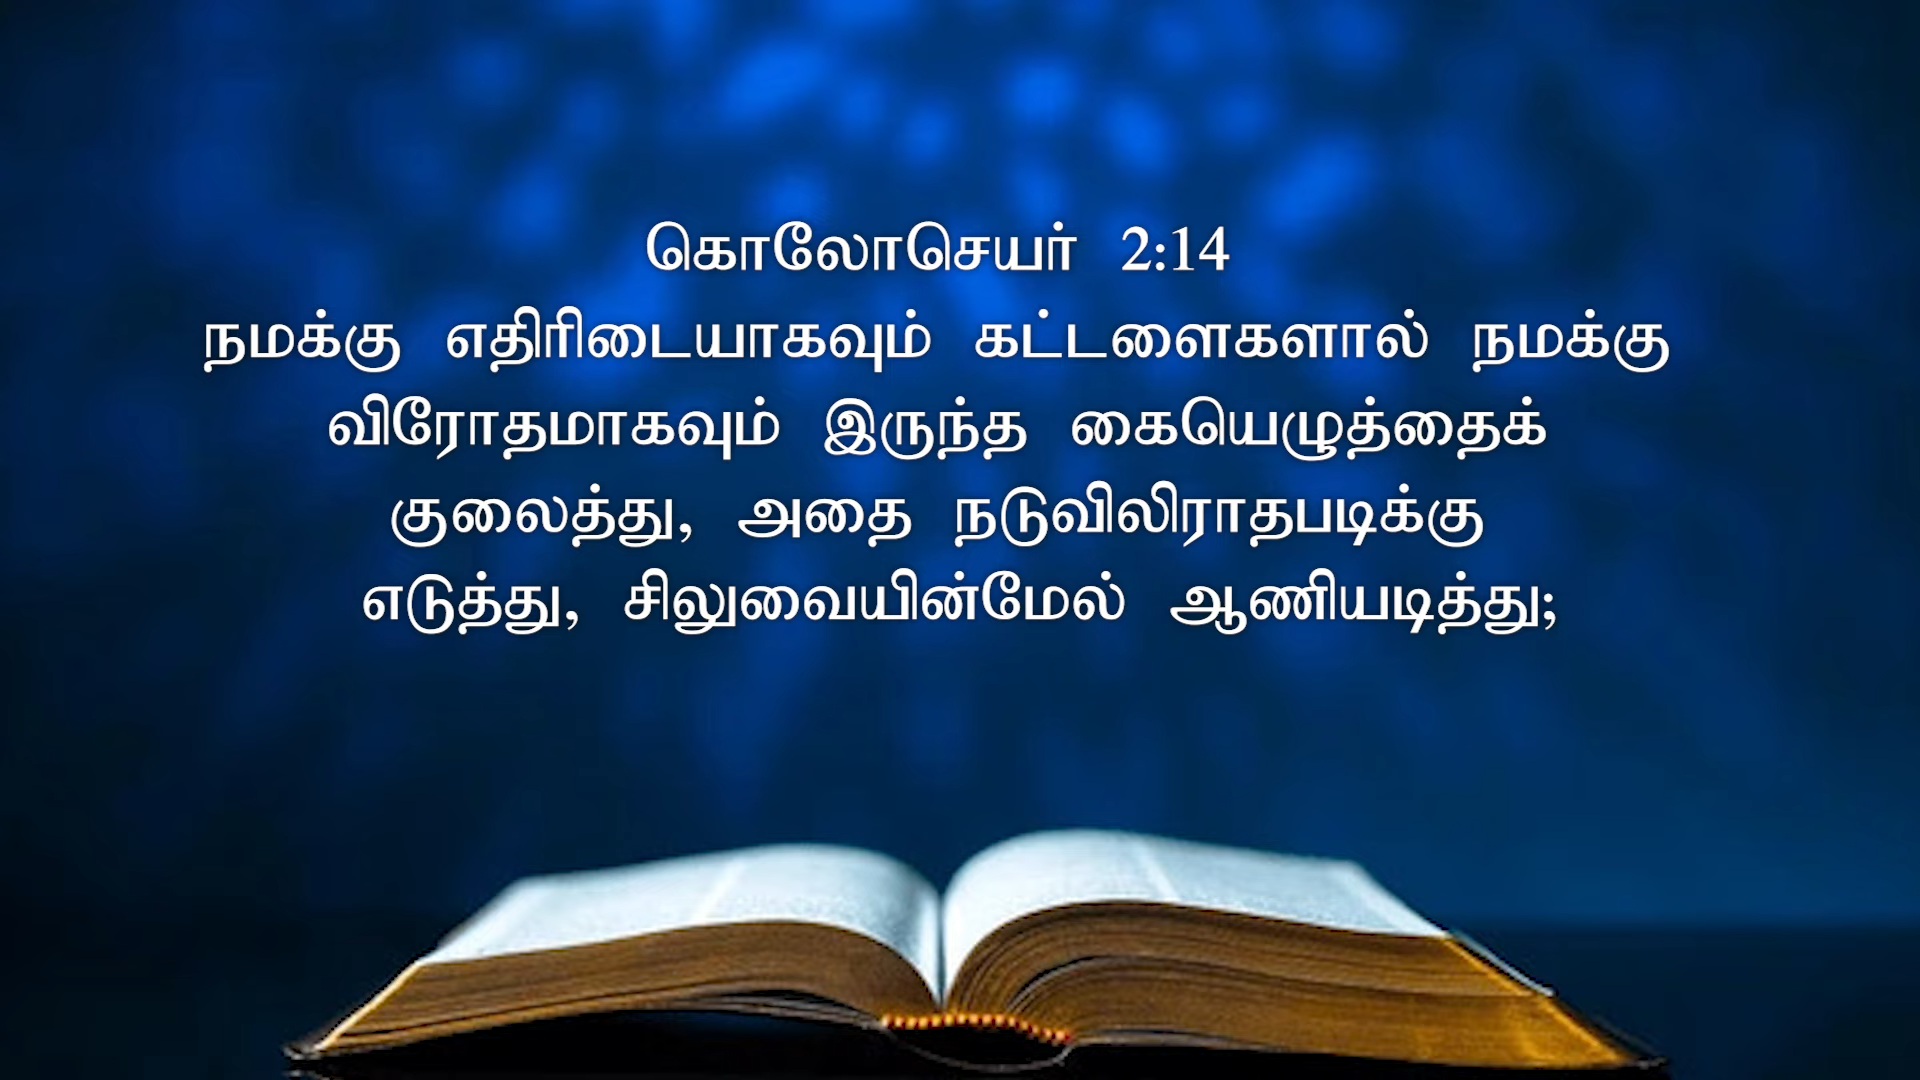 கொலோசெயர் 2:14
நமக்கு எதிரிடையாகவும் கட்டளைகளால் நமக்கு
விரோதமாகவும் இருந்த கையெழுத்தைக்
குலைத்து, அதை நடுவிலிராதபடிக்கு
எடுத்து, சிலுவையின்மேல் ஆணியடித்து;